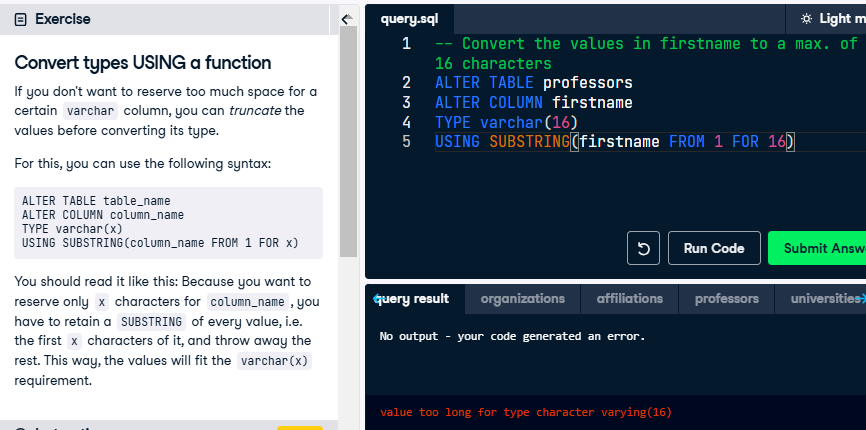 Exercise
Convert types USING a function
If you don't want to reserve too much space for a
certain varchar column, you can truncate the
values before converting its type.
For this, you can use the following syntax:
ALTER TABLE table_name
ALTER COLUMN column_name
TYPE varchar(x)
USING SUBSTRING(column_name FROM 1 FOR x)
You should read it like this: Because you want to
reserve only x characters for column_name, you
have to retain a SUBSTRING of every value, i.e.
the first x characters of it, and throw away the
rest. This way, the values will fit the varchar(x)
requirement.
query.sql
Light m
1 -- Convert the values in firstname to a max. of
16 characters
2 ALTER TABLE professors
3 ALTER COLUMN firstname
4 TYPE varchar(16)
5 USING SUBSTRING(firstname FROM 1 FOR 16)
Run Code
Submit Answ
query result organizations affiliations professors universities
No output - your code generated an error.
value too long for type character varying(16)